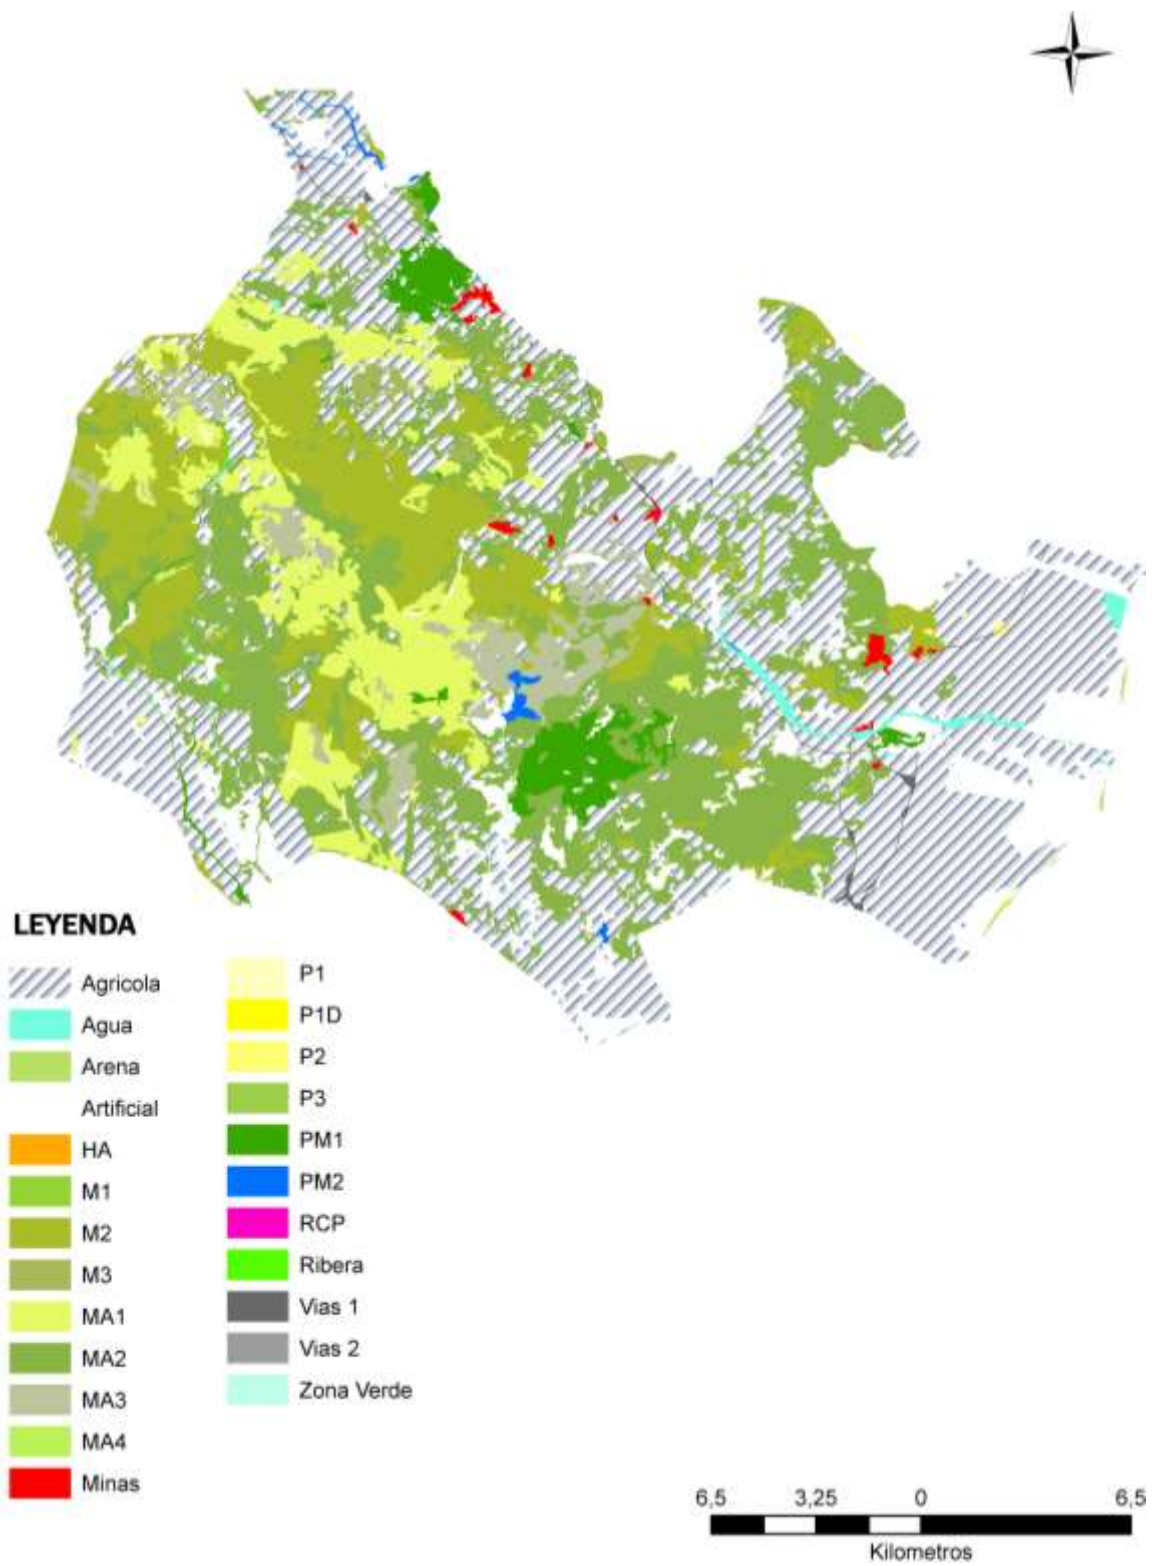 LEYENDA
Agricola
Agua
Arena
Artificial
HA
M1
M2
M3
MA1
MA2
MA3
MA4
Minas
P1
P1D
P2
P3
PM1
PM2
RCP
Ribera
Vias 1
Vias 2
Zona Verde
6,5 3,25 0 6,5
Kilometros